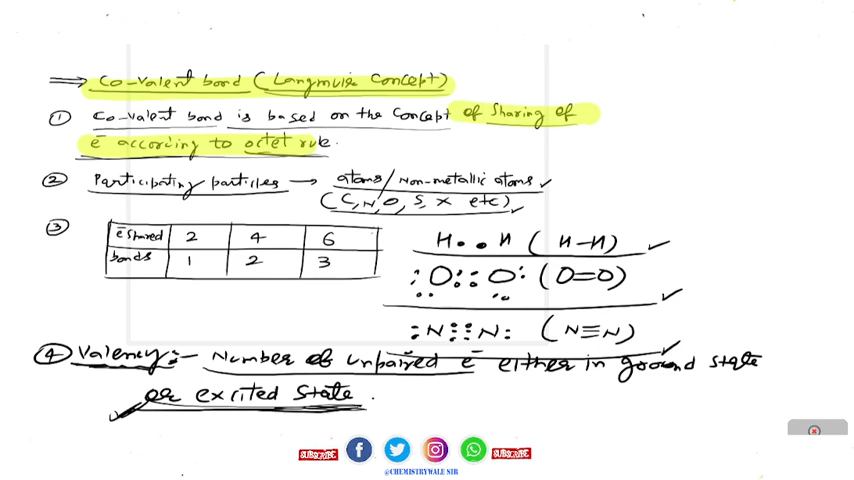 ⟹ Co-valent bond (Langmuir Concept)
① Co-valent bond is based on the concept of sharing of
e⁻ according to octet rule.
② Participating particles → atoms/Non-metallic atoms
(C, N, O, S, X etc)
③
e⁻ shared 2 4 6
bonds 1 2 3
H• •H (H-H)
:O::O: (O=O)
:N:::N: (N≡N)
④ Valency:- Number of unpaired e⁻ either in ground state
or excited state.
SUBSCRIBE SUBSCRIBE
@CHEMISTRYWALE SIR